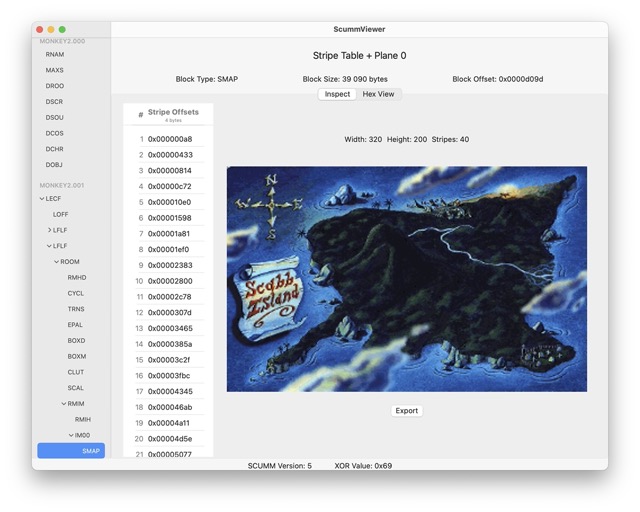 ScummViewer
MONKEY2.000
RNAM
MAXS
DROO
DSCR
DSOU
DCOS
DCHR
DOBJ
MONKEY2.001
LECF
LOFF
LFLF
LFLF
ROOM
RMHD
CYCL
TRNS
EPAL
BOXD
BOXM
CLUT
SCAL
RMIM
RMIH
IM00
SMAP
Stripe Table + Plane 0
Block Type: SMAP Block Size: 39 090 bytes Block Offset: 0x0000d09d
Inspect Hex View
# Stripe Offsets
4 bytes
1 0x000000a8
2 0x00000433
3 0x00000814
4 0x00000c72
5 0x000010e0
6 0x00001598
7 0x00001a81
8 0x00001ef0
9 0x00002383
10 0x00002800
11 0x00002c78
12 0x0000307d
13 0x00003465
14 0x0000385a
15 0x00003c2f
16 0x00003fbc
17 0x00004345
18 0x000046ab
19 0x00004a11
20 0x00004d5e
21 0x00005077
Width: 320 Height: 200 Stripes: 40
N
W E
S
Scabb
Island
Export
SCUMM Version: 5 XOR Value: 0x69